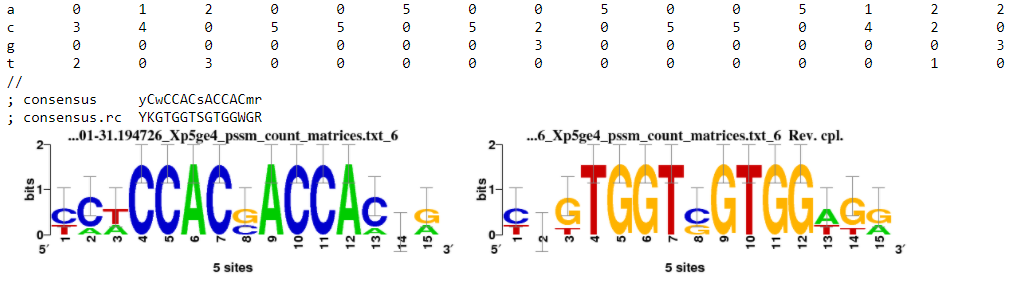 a 0 1 2 0 0 5 0 0 5 0 0 5 1 2 2
c 3 4 0 5 5 0 5 2 0 5 5 0 4 2 0
g 0 0 0 0 0 0 0 3 0 0 0 0 0 0 3
t 2 0 3 0 0 0 0 0 0 0 0 0 0 1 0
//
; consensus yCwCCACsACCACmr
; consensus.rc YKGTGGTSGTGGWGR
...01-31.194726_Xp5ge4_pssm_count_matrices.txt_6
2
1
0
bits
C C T C C A C G A C C A C G
T A A C A A
5′ 1 2 3 4 5 6 7 8 9 10 11 12 13 14 15 3′
5 sites
...6_Xp5ge4_pssm_count_matrices.txt_6 Rev. cpl.
2
1
0
bits
C G T G G T C G T G G A G G
T T G T T A
5′ 1 2 3 4 5 6 7 8 9 10 11 12 13 14 15 3′
5 sites